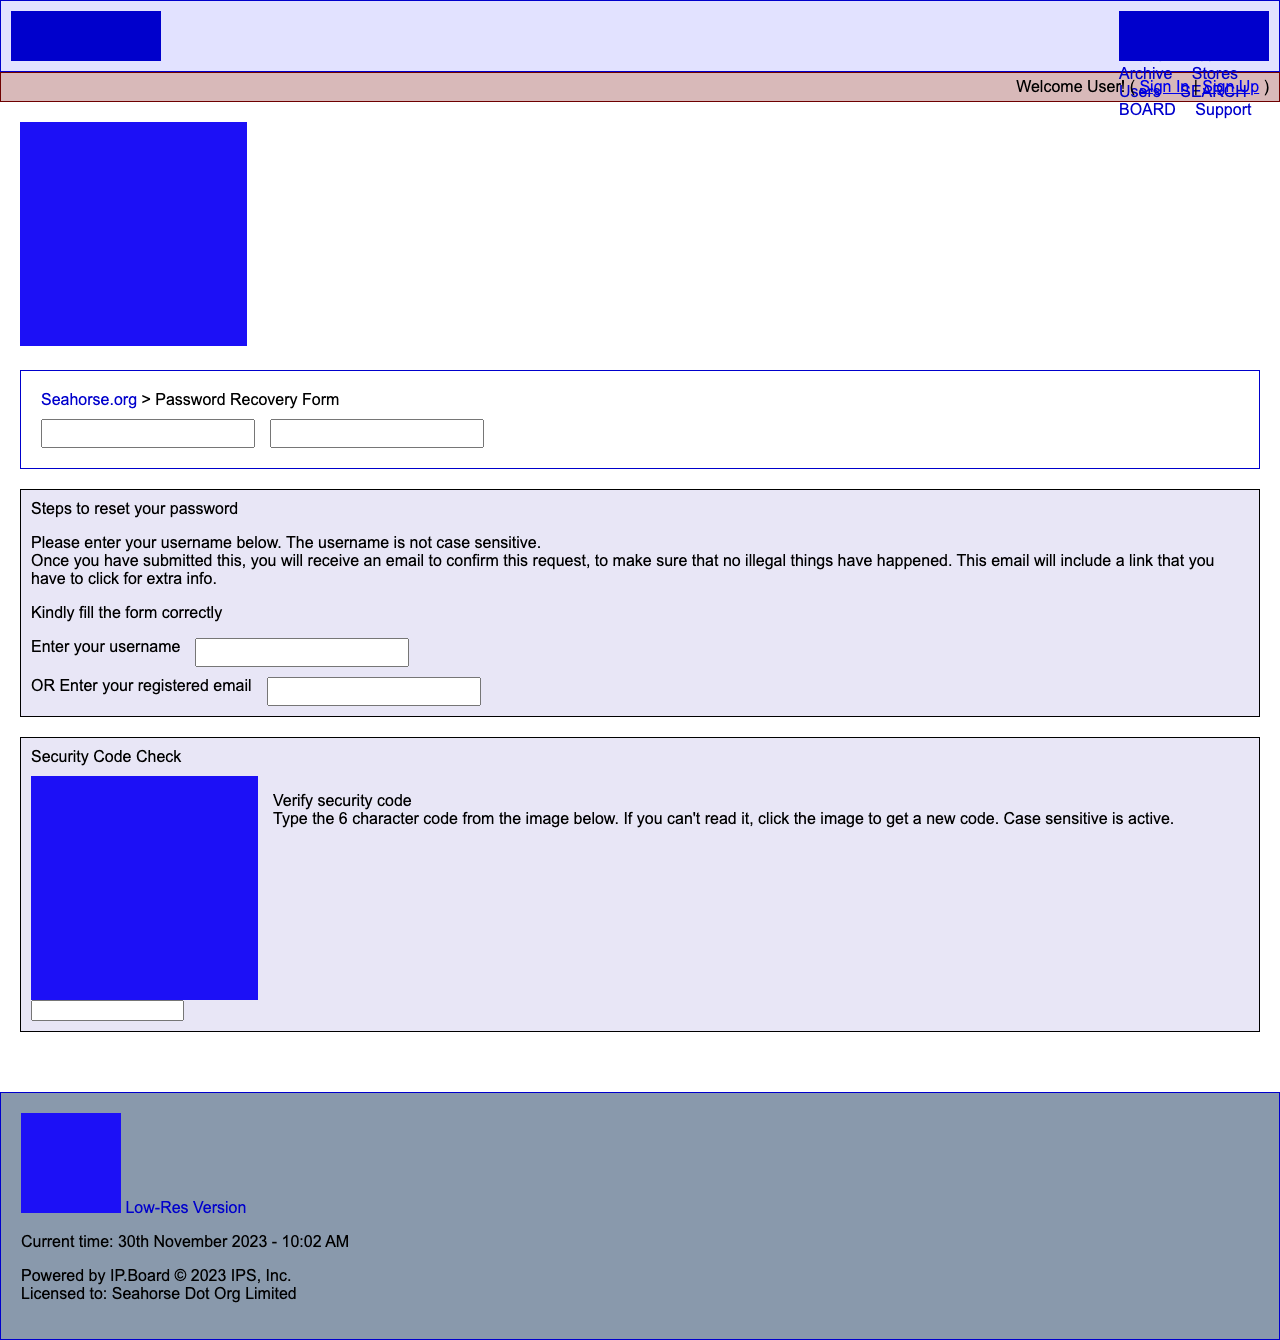 Archive Stores
Welcome User! ( Sign In | Sign Up )
Users SEARCH
BOARD Support
Seahorse.org > Password Recovery Form
Steps to reset your password
Please enter your username below. The username is not case sensitive.
Once you have submitted this, you will receive an email to confirm this request, to make sure that no illegal things have happened. This email will include a link that you
have to click for extra info.
Kindly fill the form correctly
Enter your username
OR Enter your registered email
Security Code Check
Verify security code
Type the 6 character code from the image below. If you can't read it, click the image to get a new code. Case sensitive is active.
Low-Res Version
Current time: 30th November 2023 - 10:02 AM
Powered by IP.Board © 2023 IPS, Inc.
Licensed to: Seahorse Dot Org Limited